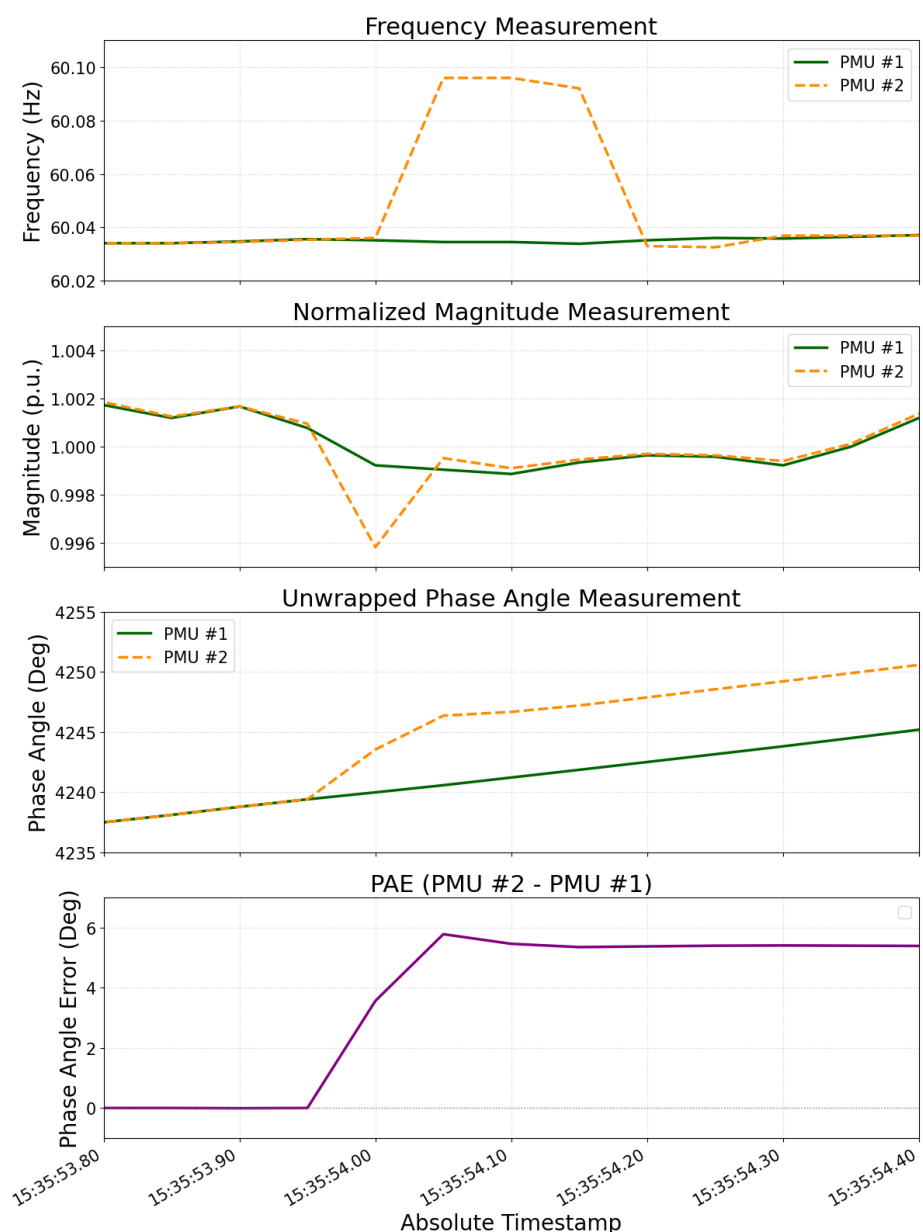 Frequency Measurement
Frequency (Hz)
60.10
60.08
60.06
60.04
60.02
PMU #1
PMU #2
Normalized Magnitude Measurement
Magnitude (p.u.)
1.004
1.002
1.000
0.998
0.996
PMU #1
PMU #2
Unwrapped Phase Angle Measurement
Phase Angle (Deg)
4255
4250
4245
4240
4235
PMU #1
PMU #2
PAE (PMU #2 - PMU #1)
Phase Angle Error (Deg)
6
4
2
0
15:35:53.80
15:35:53.90
15:35:54.00
15:35:54.10
15:35:54.20
15:35:54.30
15:35:54.40
Absolute Timestamp